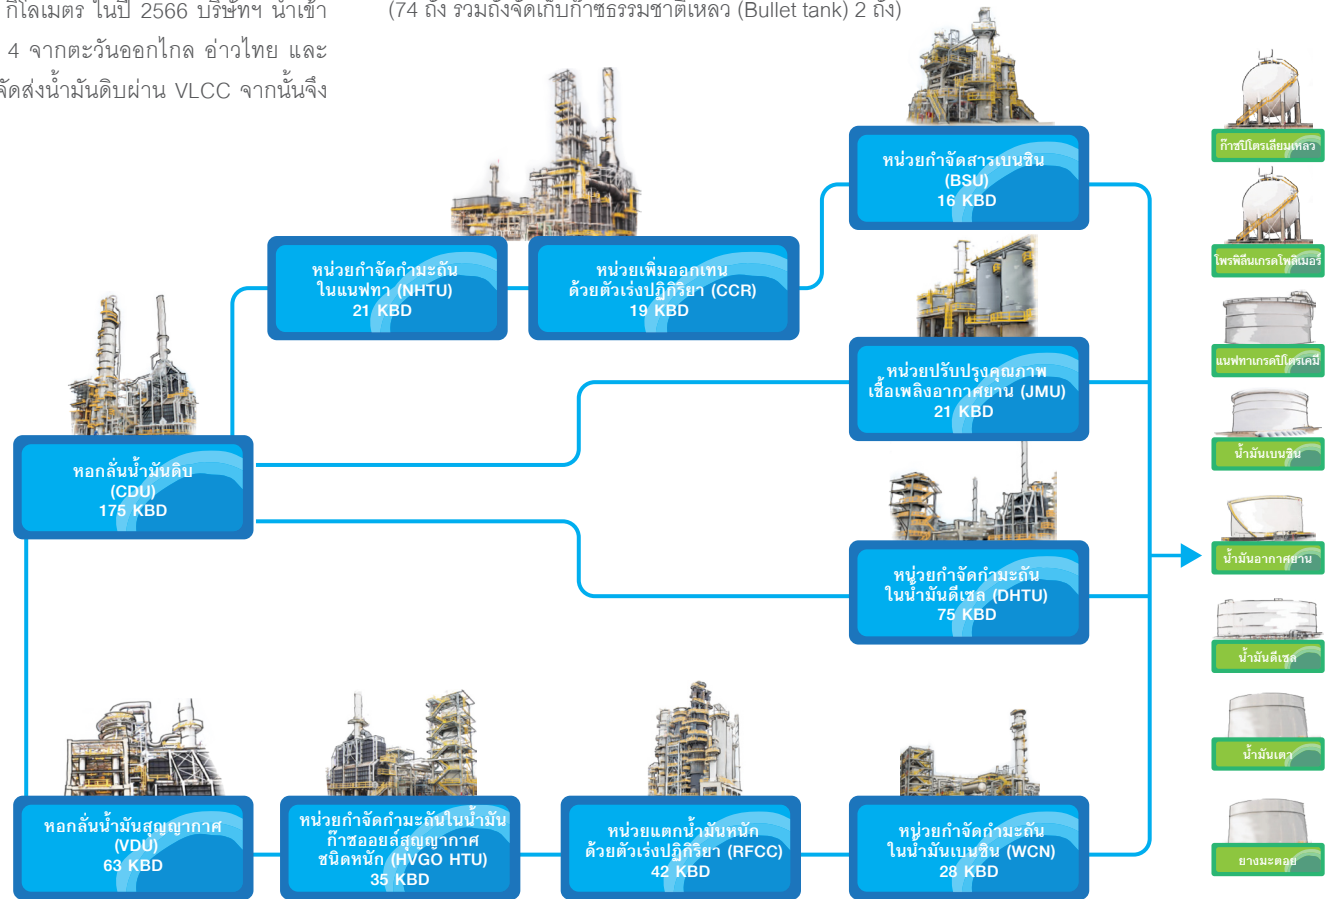 กิโลเมตร ในปี 2566 บริษัทฯ นำเข้า
4 จากตะวันออกไกล อ่าวไทย และ
จัดส่งน้ำมันดิบผ่าน VLCC จากนั้นจึง
(74 ถัง รวมถังจัดเก็บก๊าซธรรมชาติเหลว (Bullet tank) 2 ถัง)
หน่วยกำจัดสารเบนซิน
(BSU)
16 KBD
หน่วยกำจัดกำมะถัน
ในแนฟทา (NHTU)
21 KBD
หน่วยเพิ่มออกเทน
ด้วยตัวเร่งปฏิกิริยา (CCR)
19 KBD
หน่วยปรับปรุงคุณภาพ
เชื้อเพลิงอากาศยาน (JMU)
21 KBD
หอกลั่นน้ำมันดิบ
(CDU)
175 KBD
หน่วยกำจัดกำมะถัน
ในน้ำมันดีเซล (DHTU)
75 KBD
หอกลั่นน้ำมันสุญญากาศ
(VDU)
63 KBD
หน่วยกำจัดกำมะถันในน้ำมัน
ก๊าซออยล์สุญญากาศ
ชนิดหนัก (HVGO HTU)
35 KBD
หน่วยแตกน้ำมันหนัก
ด้วยตัวเร่งปฏิกิริยา (RFCC)
42 KBD
หน่วยกำจัดกำมะถัน
ในน้ำมันเบนซิน (WCN)
28 KBD
ก๊าซปิโตรเลียมเหลว
โพรพิลีนเกรดโพลิเมอร์
แนฟทาเกรดปิโตรเคมี
น้ำมันเบนซิน
น้ำมันอากาศยาน
น้ำมันดีเซล
น้ำมันเตา
ยางมะตอย